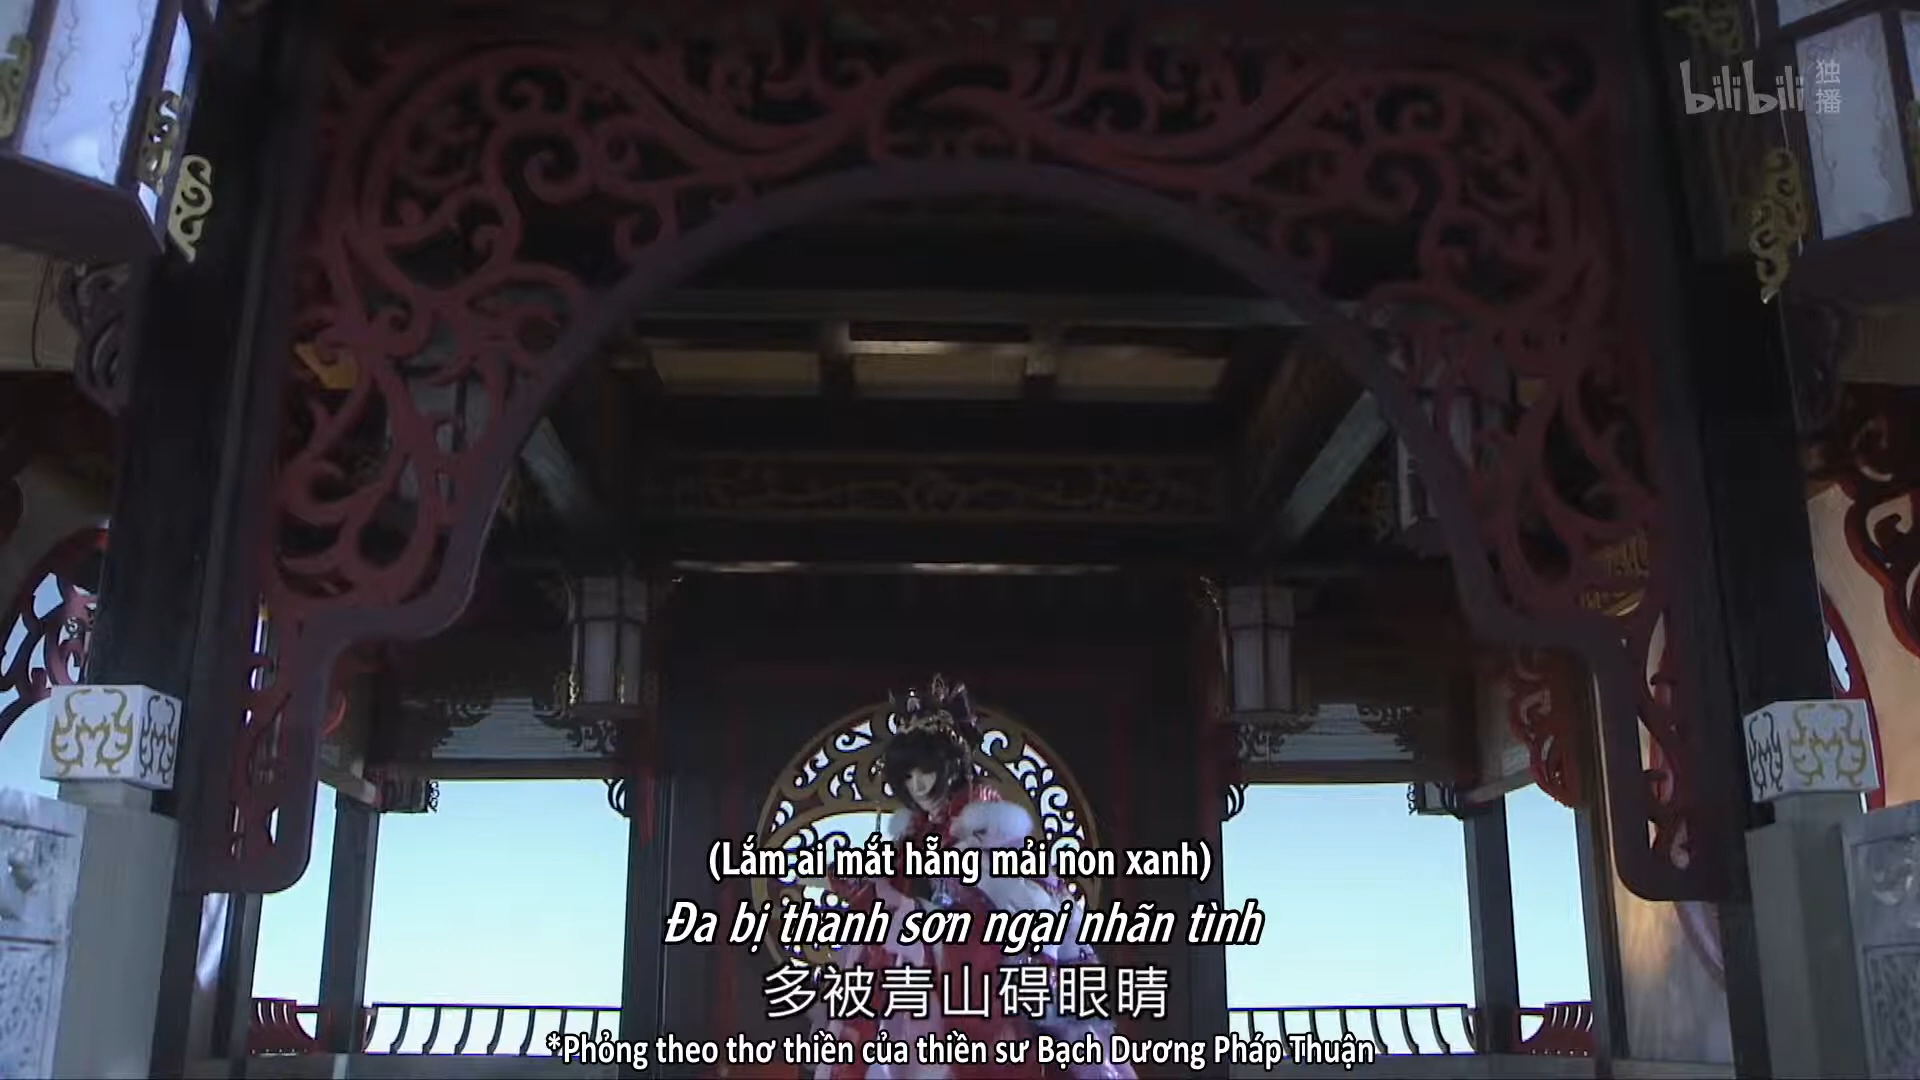 bilibili 独播
(Lắm ai mắt hẵng mải non xanh)
Đa bị thanh sơn ngại nhãn tình
多被青山碍眼睛
*Phỏng theo thơ thiền của thiền sư Bạch Dương Pháp Thuận